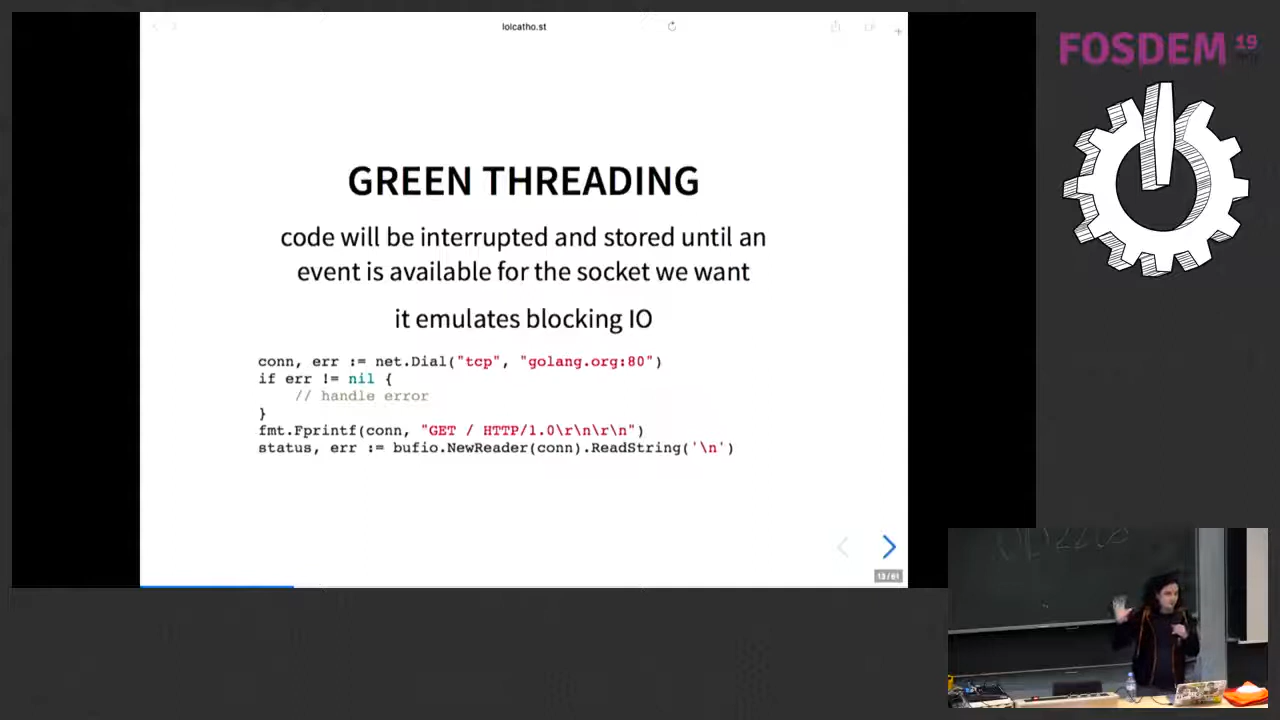 loicatho.st
FOSDEM 19
GREEN THREADING
code will be interrupted and stored until an
event is available for the socket we want
it emulates blocking IO
conn, err := net.Dial("tcp", "golang.org:80")
if err != nil {
    // handle error
}
fmt.Fprintf(conn, "GET / HTTP/1.0\r\n\r\n")
status, err := bufio.NewReader(conn).ReadString('\n')
13/61